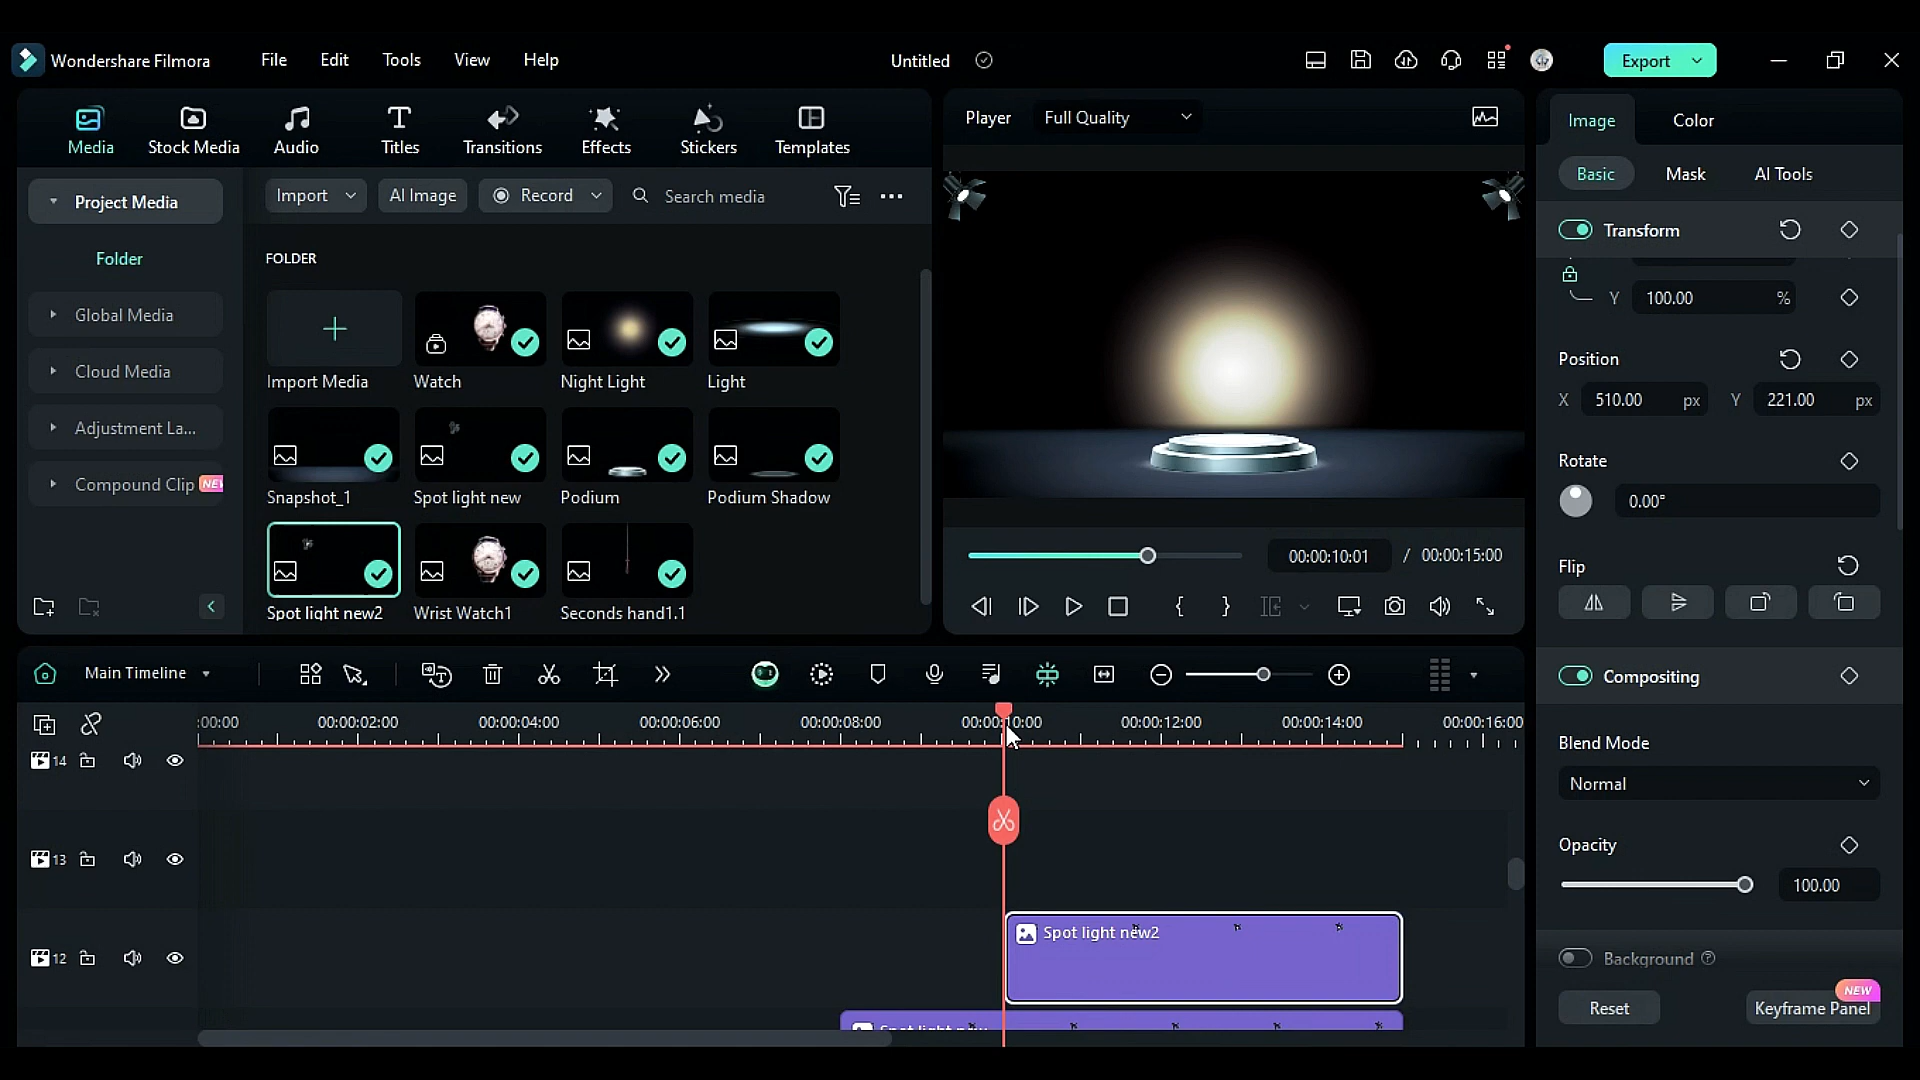 Wondershare Filmora
File
Edit
Tools
View
Help
Untitled
Export
Media
Stock Media
Audio
Titles
Transitions
Effects
Stickers
Templates
Player
Full Quality
Image
Color
Basic
Mask
AI Tools
Project Media
Folder
Global Media
Cloud Media
Adjustment La...
Compound Clip
Import
AI Image
Record
Search media
FOLDER
Import Media
Watch
Night Light
Light
Snapshot_1
Spot light new
Podium
Podium Shadow
Spot light new2
Wrist Watch1
Seconds hand1.1
00:00:10:01 / 00:00:15:00
Transform
Y 100.00 %
Position
X 510.00 px Y 221.00 px
Rotate
0.00°
Flip
Compositing
Blend Mode
Normal
Opacity
100.00
Background
Reset
NEW
Keyframe Panel
Main Timeline
:00:00 00:00:02:00 00:00:04:00 00:00:06:00 00:00:08:00 00:00:10:00 00:00:12:00 00:00:14:00 00:00:16:00
14
13
12
Spot light new2